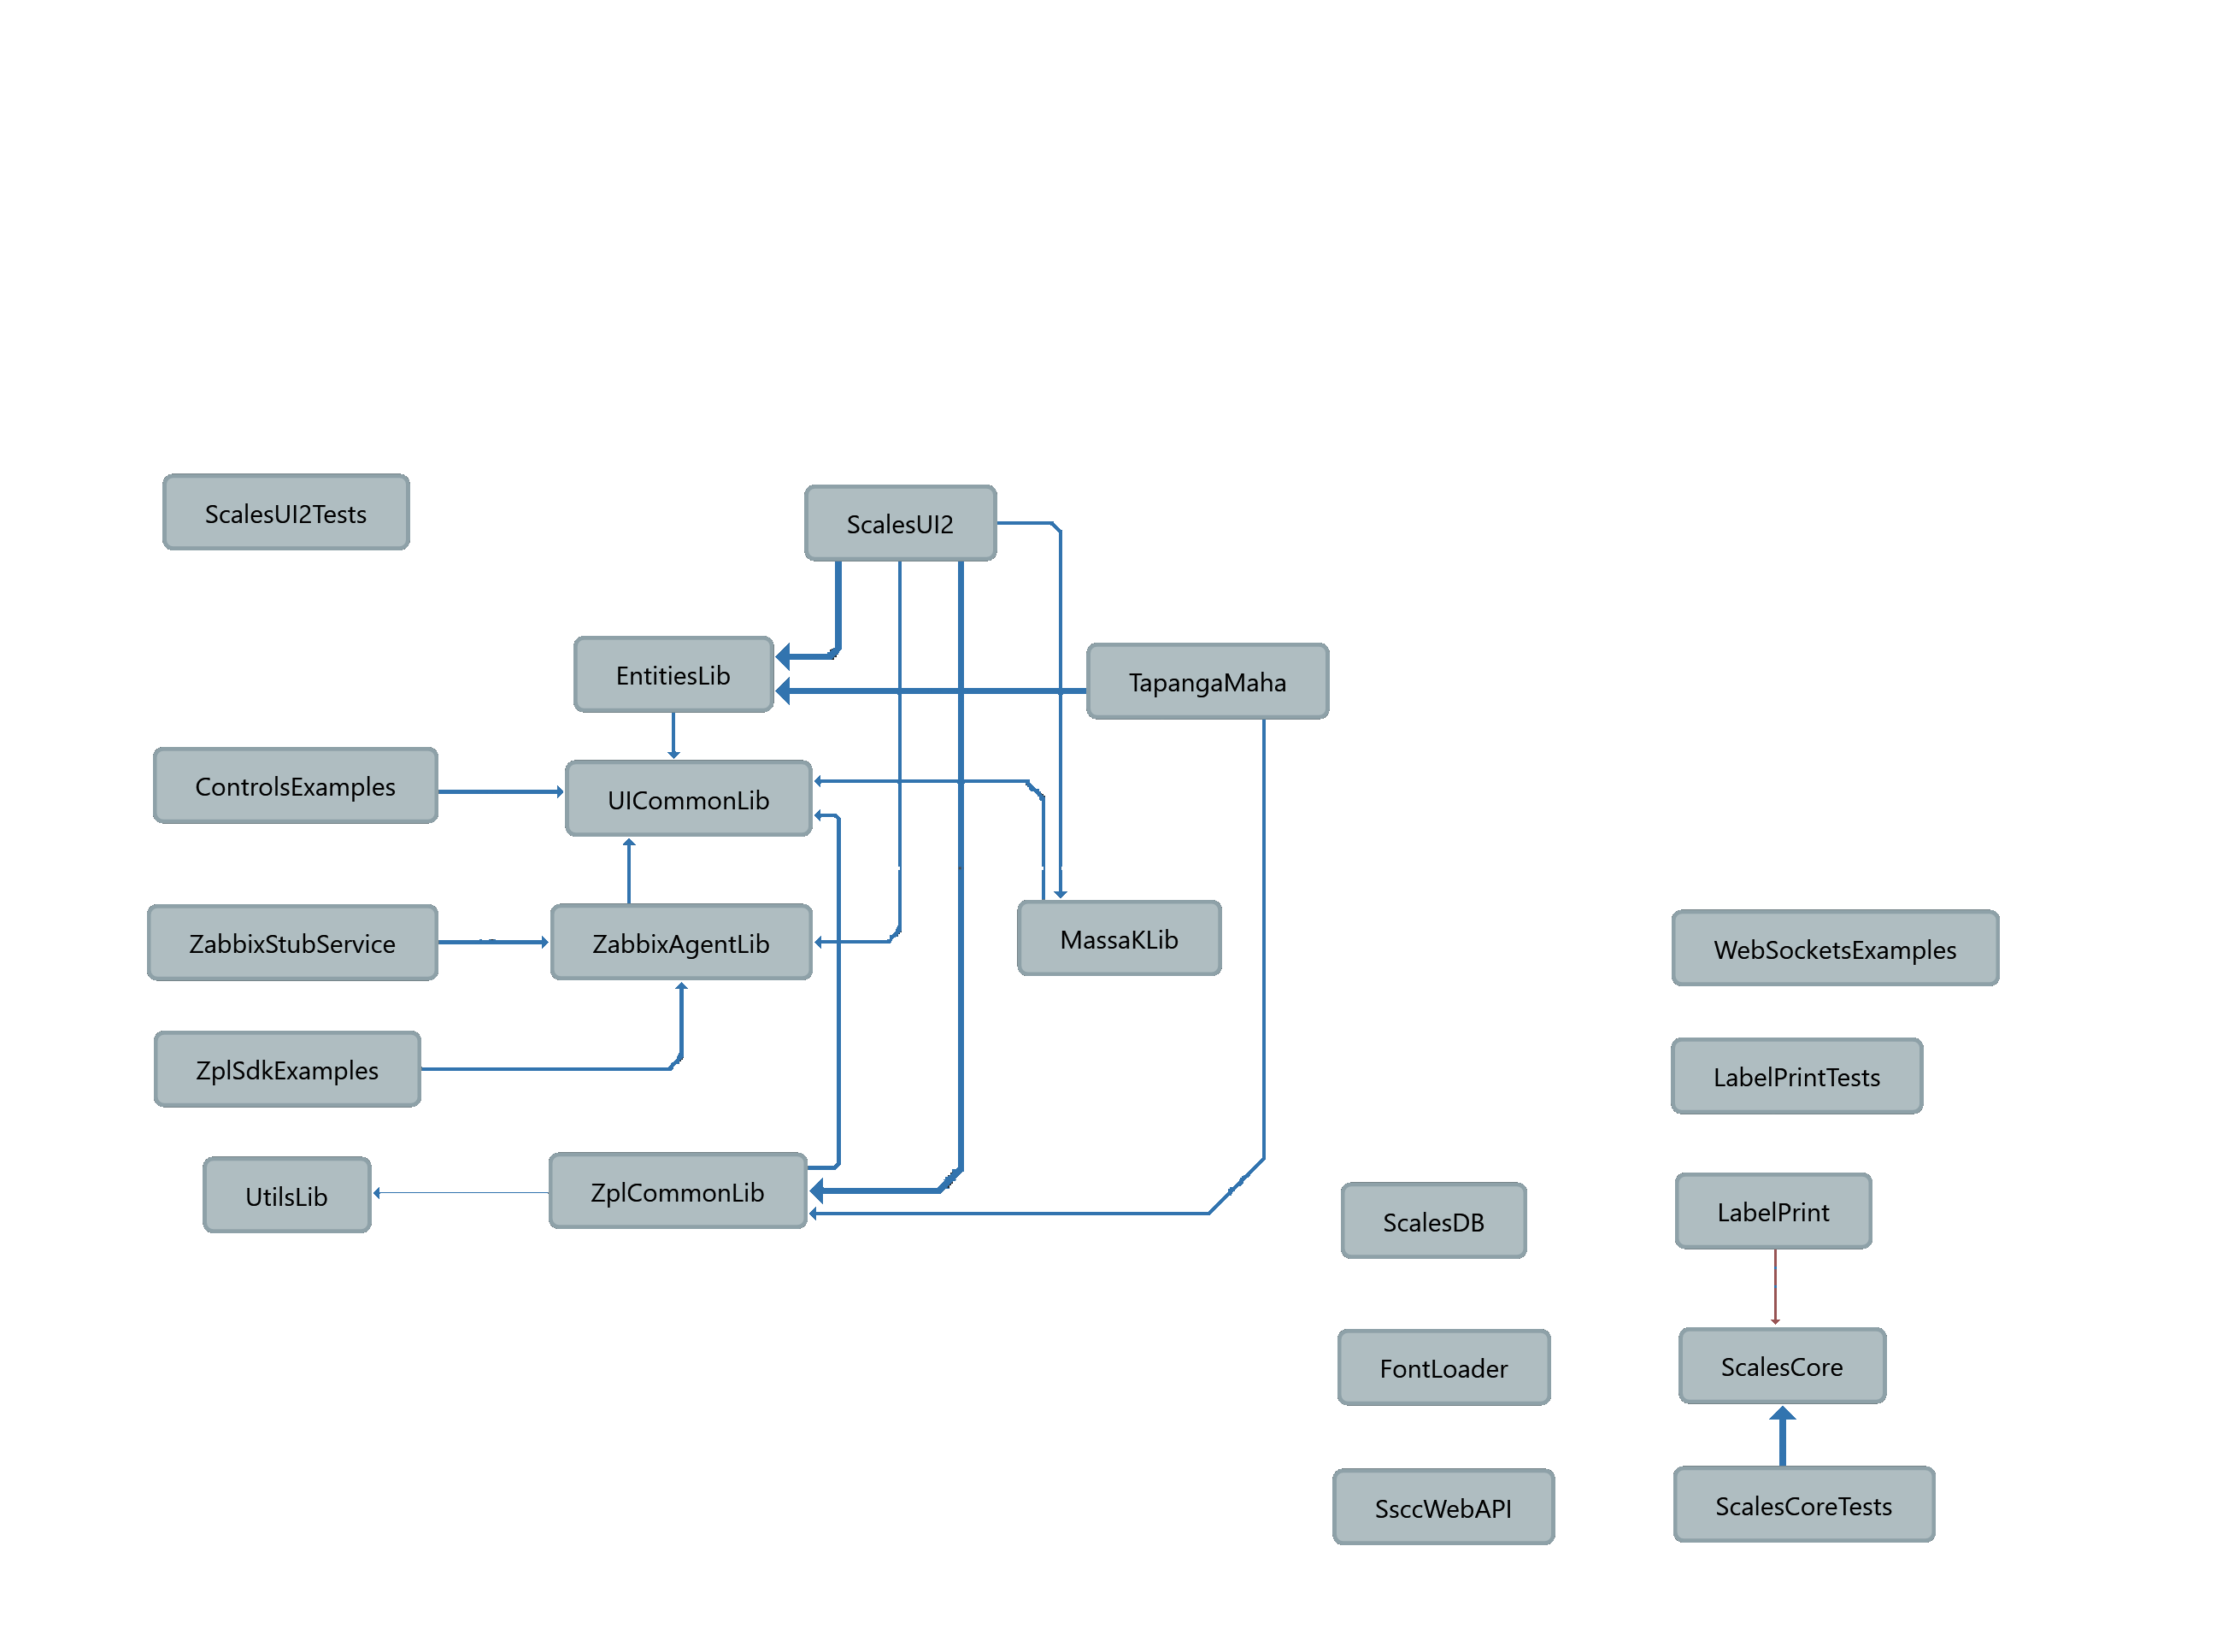 ScalesUI2Tests
ScalesUI2
EntitiesLib
TapangaMaha
ControlsExamples
UICommonLib
ZabbixStubService
ZabbixAgentLib
MassaKLib
WebSocketsExamples
ZplSdkExamples
LabelPrintTests
UtilsLib
ZplCommonLib
ScalesDB
LabelPrint
FontLoader
ScalesCore
SsccWebAPI
ScalesCoreTests